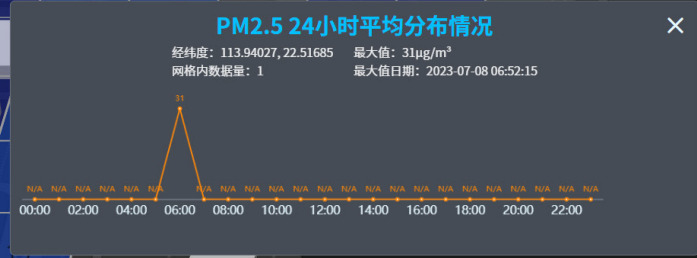 PM2.5 24小时平均分布情况
经纬度：113.94027, 22.51685 最大值：31μg/m³
网格内数据量：1 最大值日期：2023-07-08 06:52:15
31
N/A N/A N/A N/A N/A N/A N/A N/A N/A N/A N/A N/A N/A N/A N/A N/A N/A N/A N/A N/A N/A N/A N/A
00:00 02:00 04:00 06:00 08:00 10:00 12:00 14:00 16:00 18:00 20:00 22:00